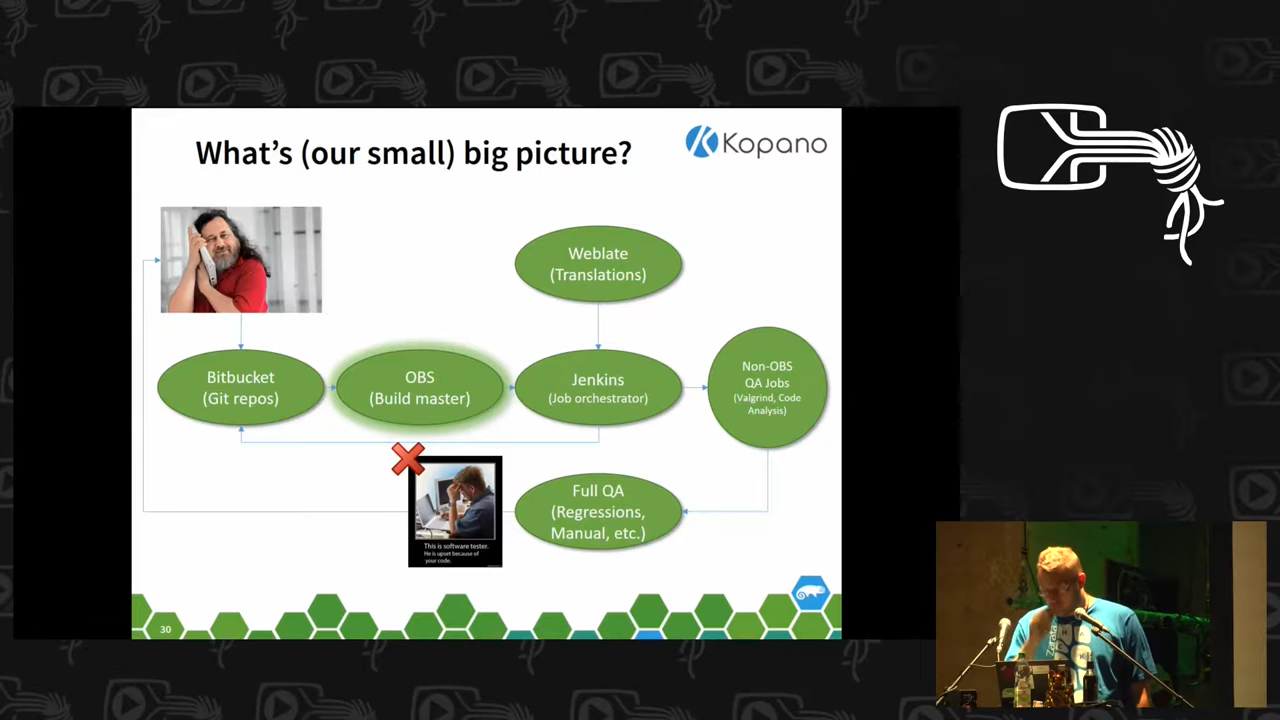 What's (our small) big picture?
Kopano
Weblate
(Translations)
Bitbucket
(Git repos)
OBS
(Build master)
Jenkins
(Job orchestrator)
Non-OBS
QA Jobs
(Valgrind, Code
Analysis)
Full QA
(Regressions,
Manual, etc.)
This is software tester.
He is upset because of
your code.
30